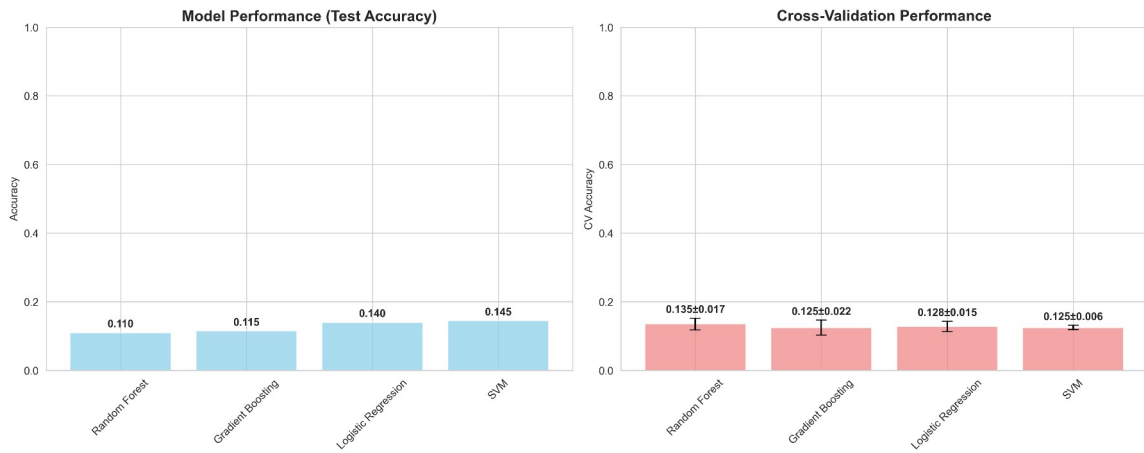 Model Performance (Test Accuracy)
1.0
0.8
0.6
0.4
0.2
0.0
Accuracy
0.110
0.115
0.140
0.145
Random Forest
Gradient Boosting
Logistic Regression
SVM
Cross-Validation Performance
1.0
0.8
0.6
0.4
0.2
0.0
CV Accuracy
0.135±0.017
0.125±0.022
0.128±0.015
0.125±0.006
Random Forest
Gradient Boosting
Logistic Regression
SVM